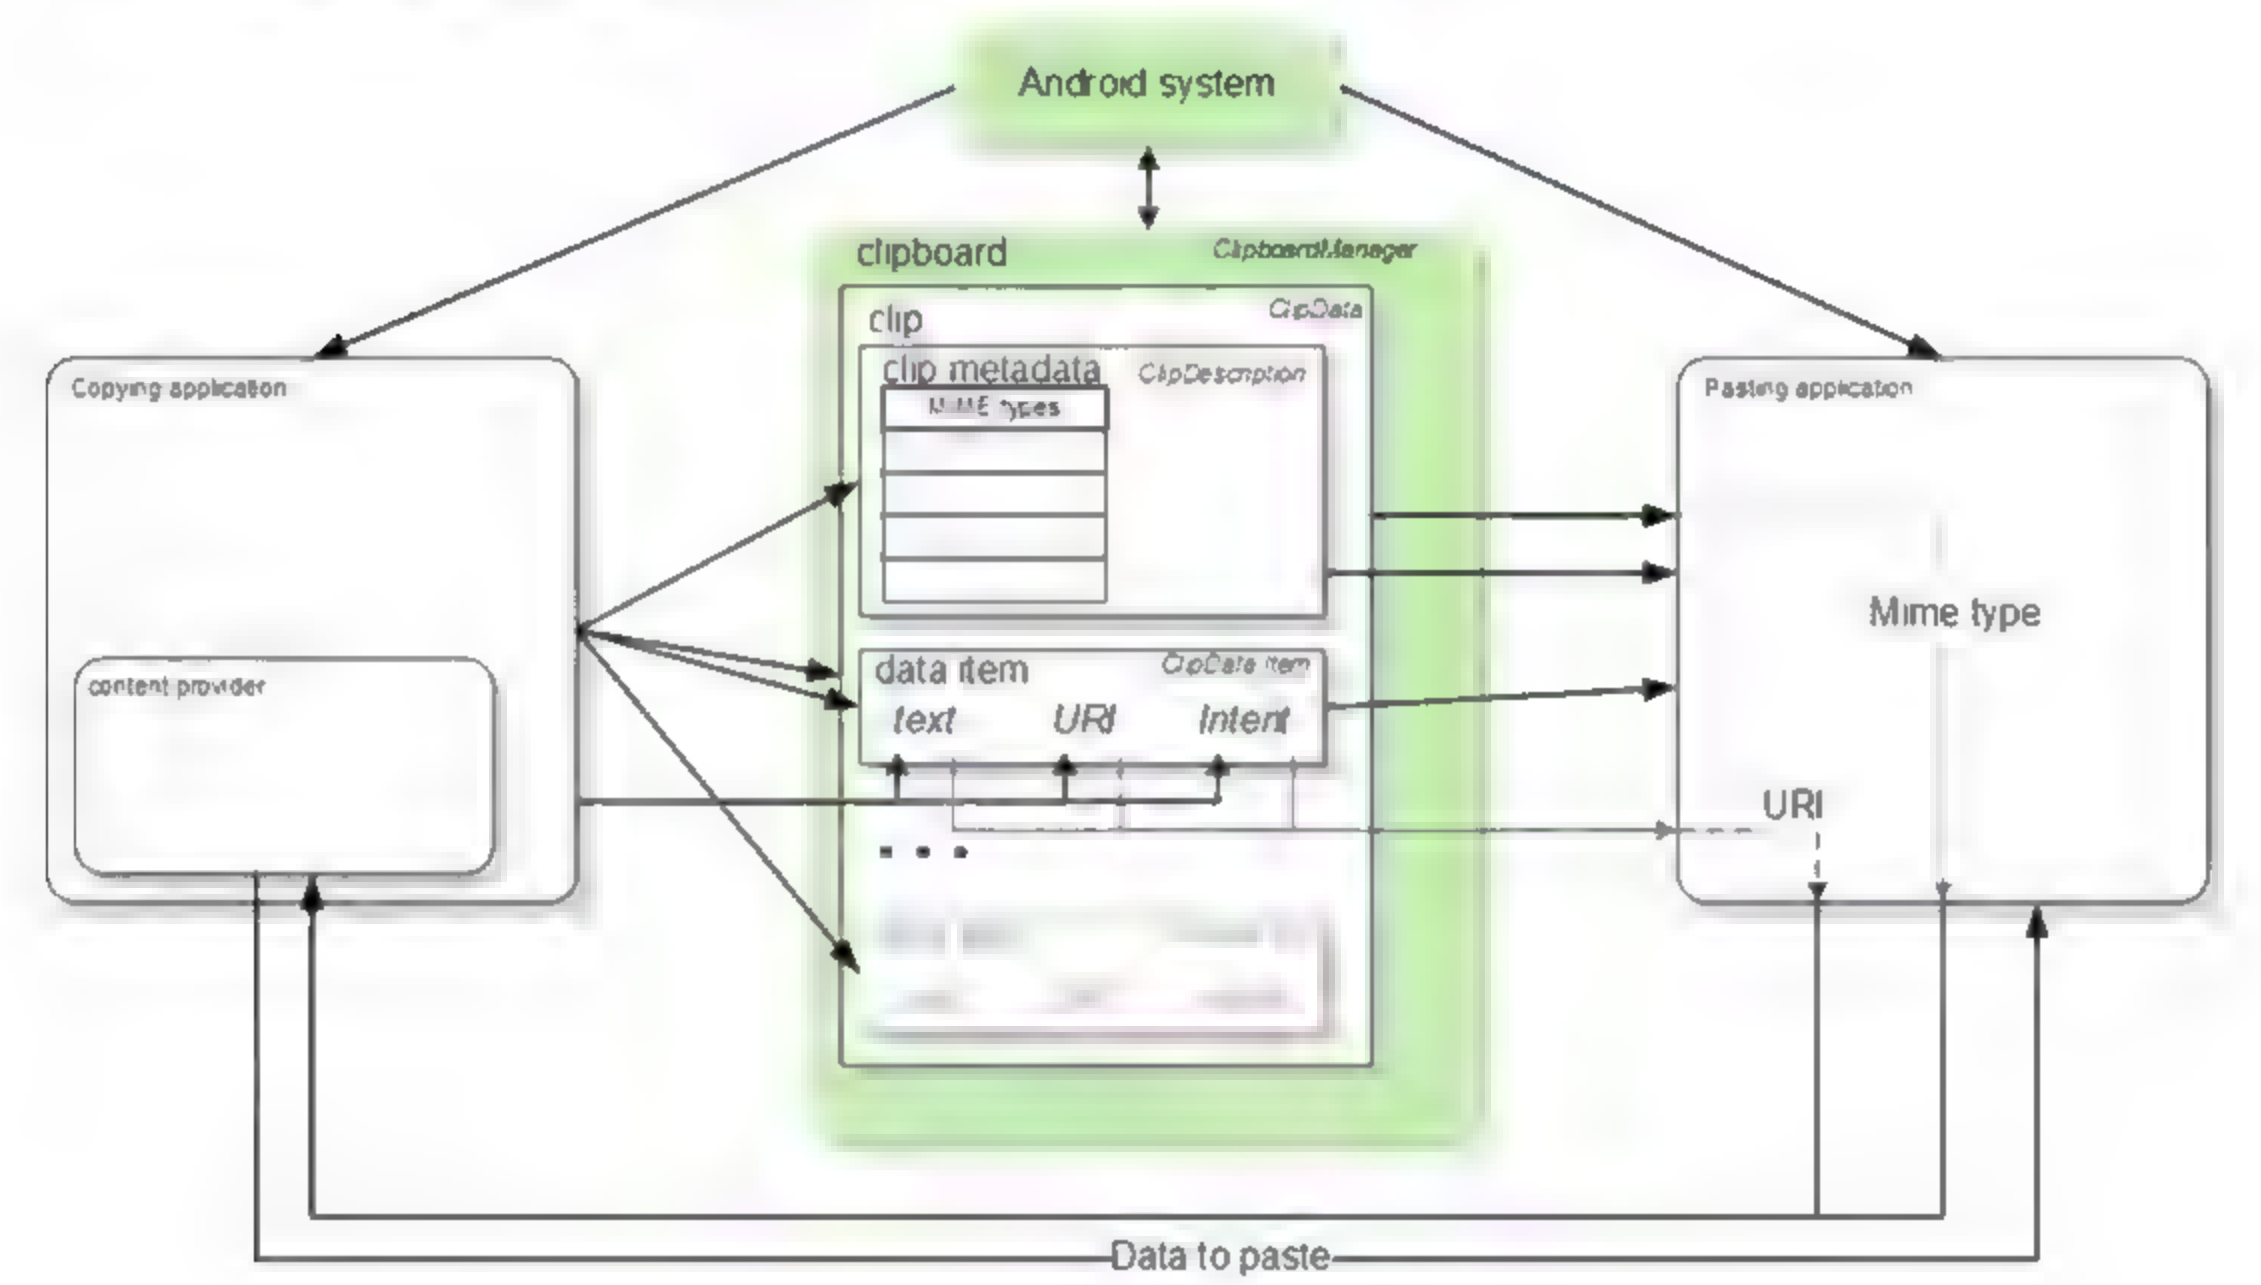 Android system
clipboard
ClipboardManager
clip
ClipData
clip metadata
ClipDescription
MIME types
Copying application
Pasting application
Mime type
content provider
data item
ClipData Item
text
URI
Intent
URI
. . .
Data to paste